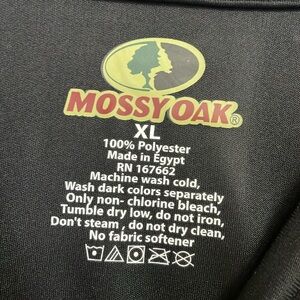 MOSSY OAK®
XL
100% Polyester
Made in Egypt
RN 167662
Machine wash cold,
Wash dark colors separately
Only non- chlorine bleach,
Tumble dry low, do not iron,
Don't steam , do not dry clean,
No fabric softener